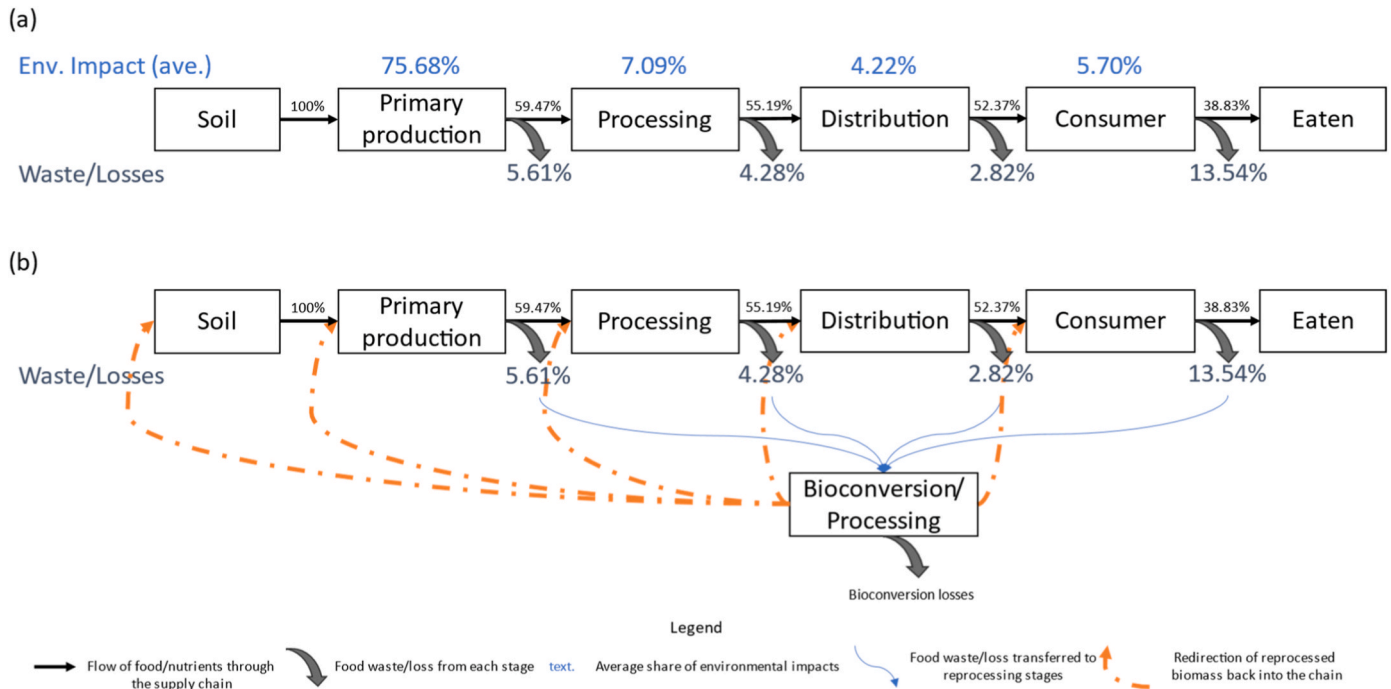 (a)
Env. Impact (ave.) 75.68% 7.09% 4.22% 5.70%
Soil 100% Primary production 59.47% Processing 55.19% Distribution 52.37% Consumer 38.83% Eaten
Waste/Losses 5.61% 4.28% 2.82% 13.54%
(b)
Soil 100% Primary production 59.47% Processing 55.19% Distribution 52.37% Consumer 38.83% Eaten
Waste/Losses 5.61% 4.28% 2.82% 13.54%
Bioconversion/
Processing
Bioconversion losses
Legend
Flow of food/nutrients through
the supply chain
Food waste/loss from each stage
text. Average share of environmental impacts
Food waste/loss transferred to
reprocessing stages
Redirection of reprocessed
biomass back into the chain